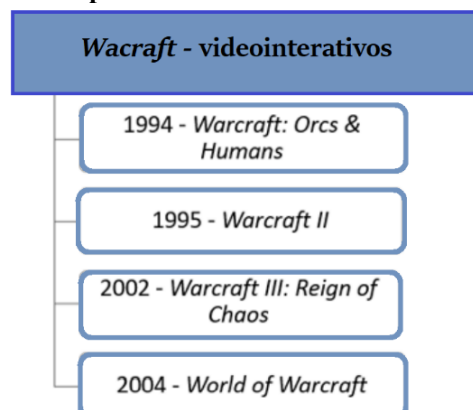 Wacraft - videointerativos
1994 - Warcraft: Orcs &
Humans
1995 - Warcraft II
2002 - Warcraft III: Reign of
Chaos
2004 - World of Warcraft